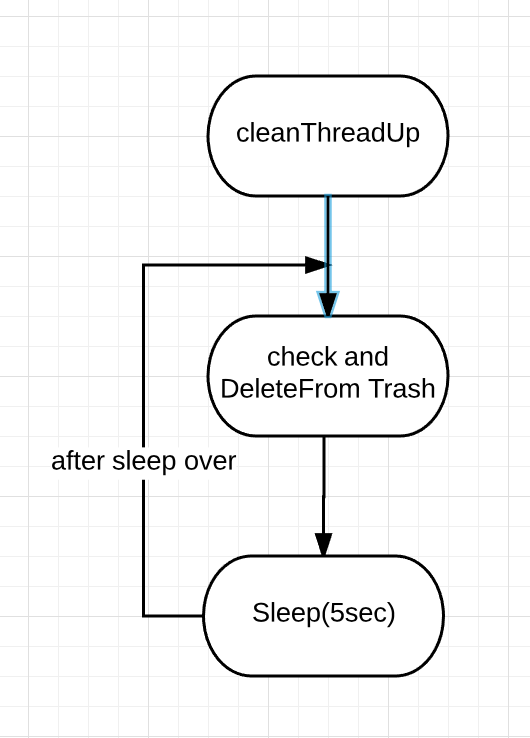 cleanThreadUp
check and
DeleteFrom Trash
after sleep over
Sleep(5sec)